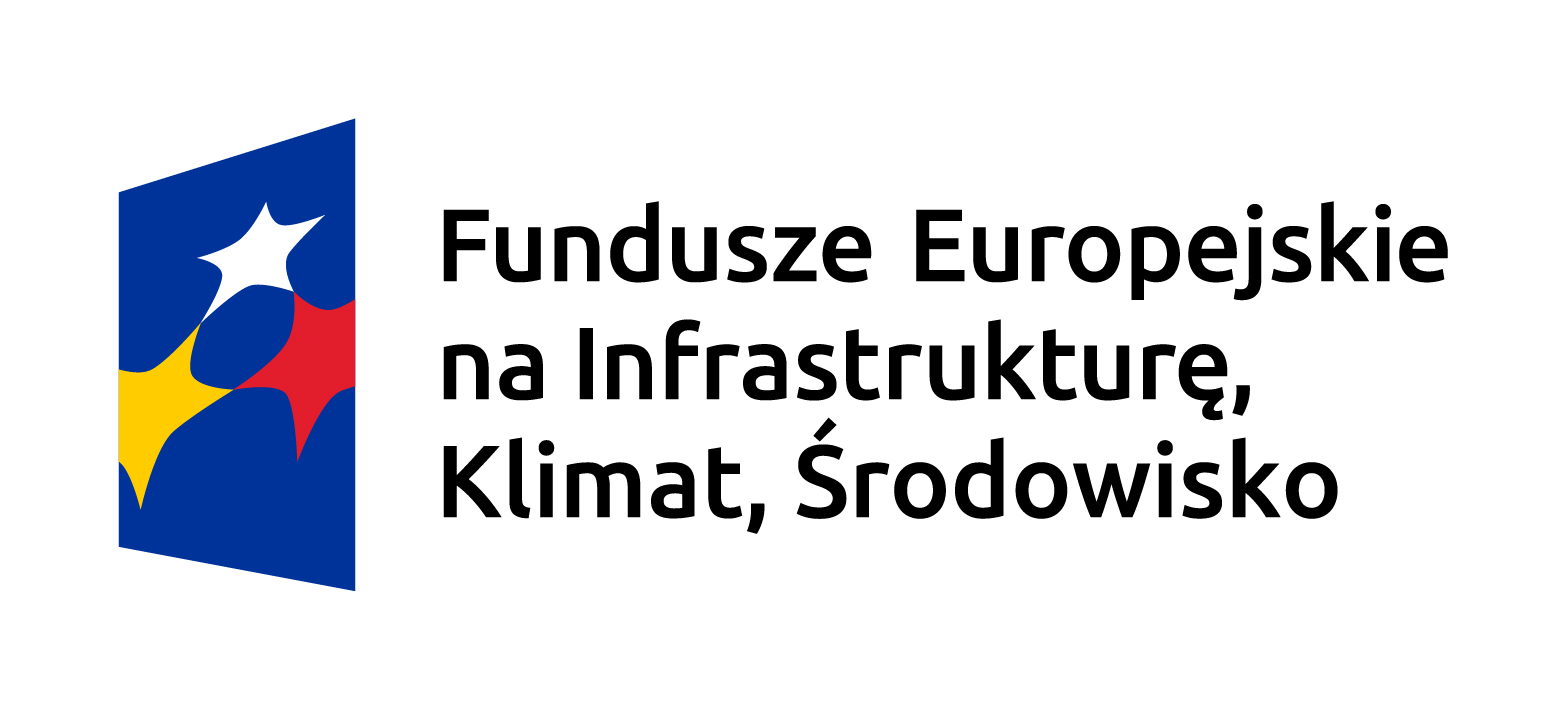 Fundusze Europejskie
na Infrastrukturę,
Klimat, Środowisko